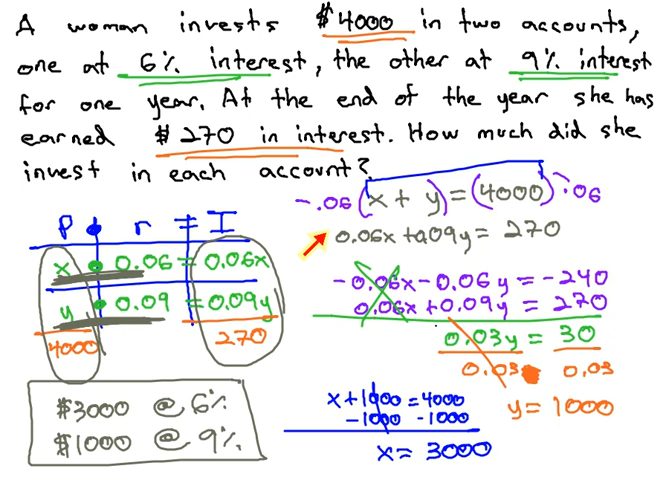 A woman invests $4000 in two accounts,
one at 6% interest, the other at 9% interest
for one year. At the end of the year she has
earned $270 in interest. How much did she
invest in each account?
-.06(x + y) = (4000) .06
0.06x + 0.09y = 270
P • r = I
x • 0.06 = 0.06x
y • 0.09 = 0.09y
4000 270
-0.06x - 0.06y = -240
0.06x + 0.09y = 270
0.03y = 30
0.03 0.03
y = 1000
x + 1000 = 4000
-1000 -1000
x = 3000
$3000 @ 6%
$1000 @ 9%